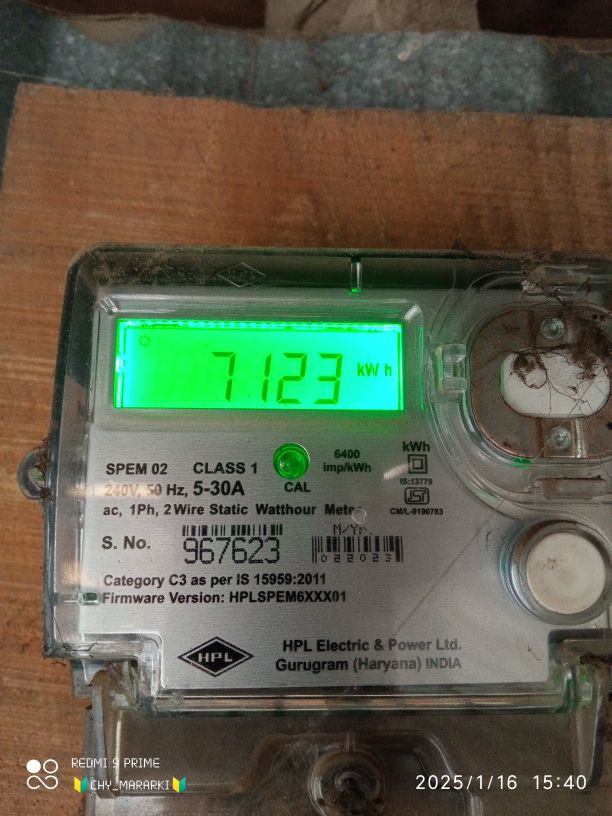 7123 kWh
SPEM 02 CLASS 1
6400
imp/kWh
kWh
240V, 50 Hz, 5-30A
CAL
IS:13779
ac, 1Ph, 2 Wire Static Watthour Meter
CM/L-9190783
S. No. 967623
M/Yr
022023
Category C3 as per IS 15959:2011
Firmware Version: HPLSPEM6XXX01
HPL
HPL Electric & Power Ltd.
Gurugram (Haryana) INDIA
REDMI 9 PRIME
🔰CHY_MARARKI🔰
2025/1/16 15:40